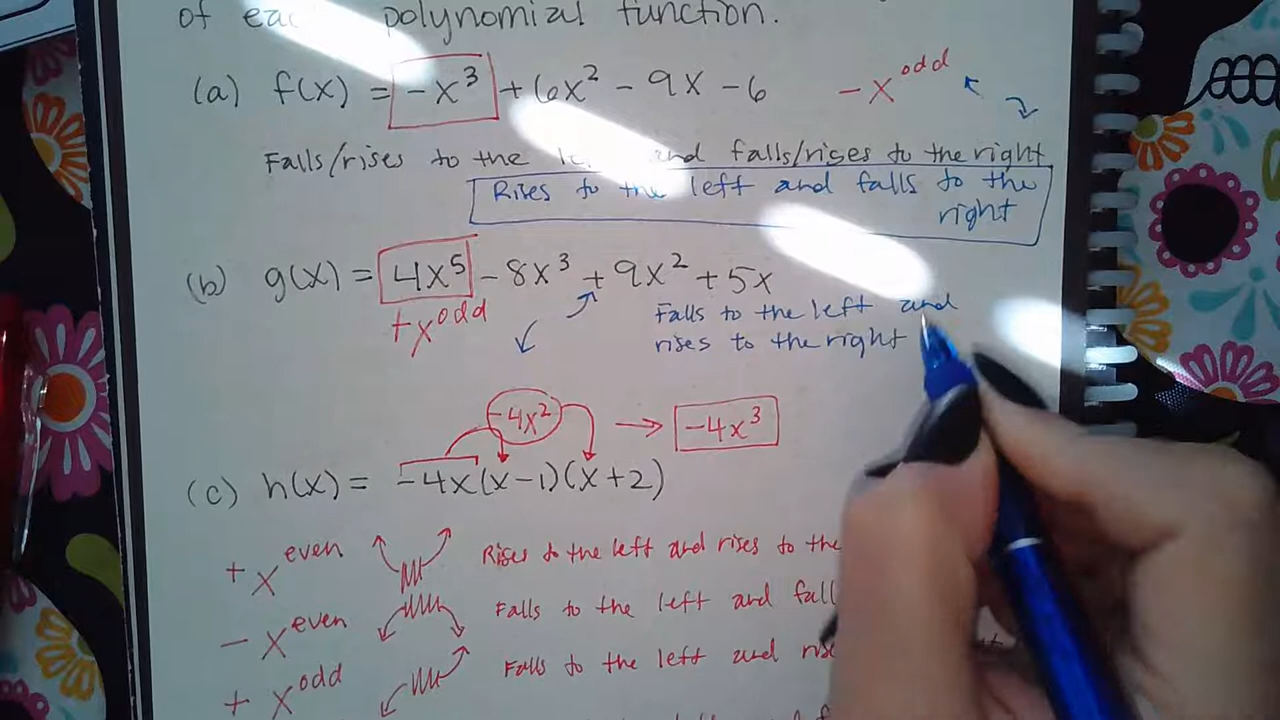 of polynomial function.
(a) f(x) = -x³ + 6x² - 9x - 6 -x^odd
Falls/rises to the and falls/rises to the right
Rises to the left and falls to the
right
(b) g(x) = 4x⁵ - 8x³ + 9x² + 5x
+x^odd
Falls to the left and
rises to the right
-4x² → -4x³
(c) h(x) = -4x(x-1)(x+2)
+ x^even Rises to the left and rises to the
- x^even Falls to the left and fall
+ x^odd Falls to the left and